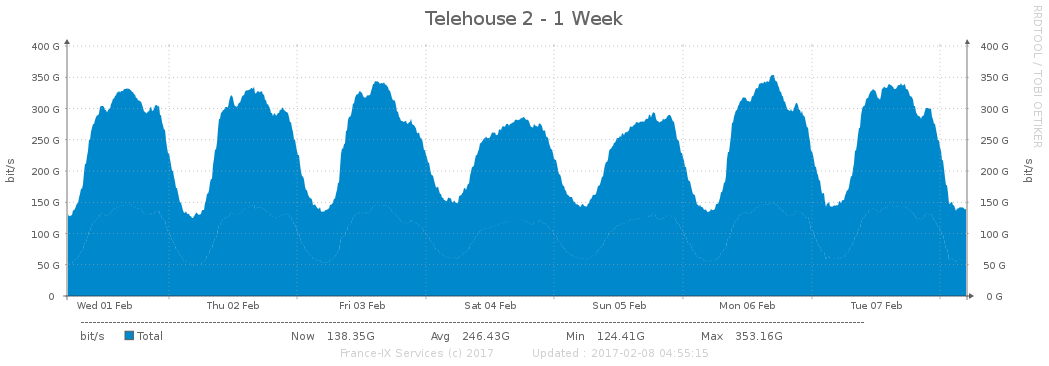 Telehouse 2 - 1 Week
RRDTOOL / TOBI OETIKER
bit/s
400 G
350 G
300 G
250 G
200 G
150 G
100 G
50 G
0
400 G
350 G
300 G
250 G
200 G
150 G
100 G
50 G
0 G
bit/s
Wed 01 Feb Thu 02 Feb Fri 03 Feb Sat 04 Feb Sun 05 Feb Mon 06 Feb Tue 07 Feb
bit/s Total Now 138.35G Avg 246.43G Min 124.41G Max 353.16G
France-IX Services (c) 2017 Updated : 2017-02-08 04:55:15